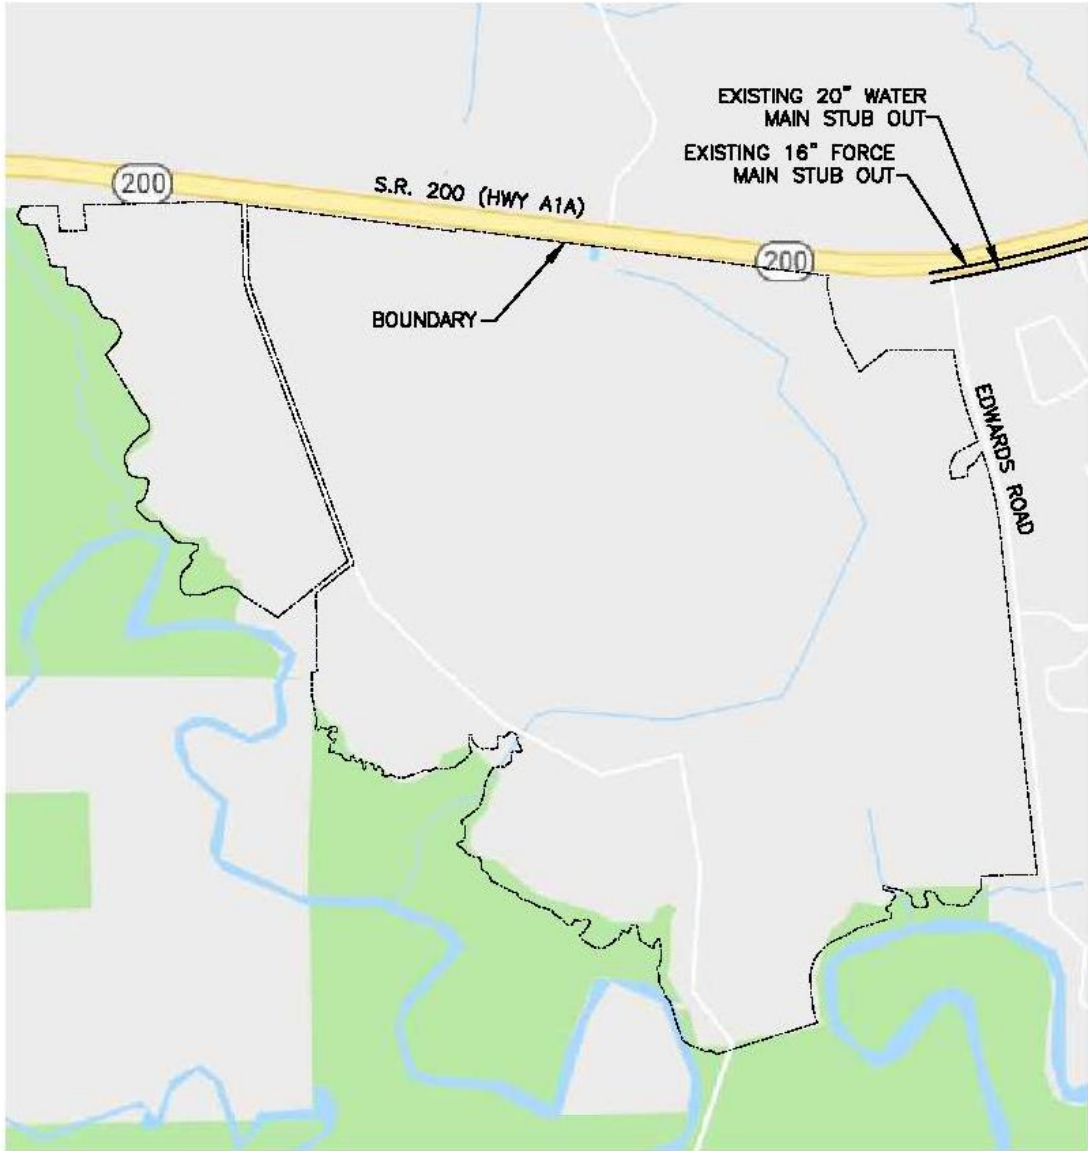 EXISTING 20" WATER
MAIN STUB OUT
EXISTING 16" FORCE
MAIN STUB OUT
200
S.R. 200 (HWY A1A)
200
BOUNDARY
EDWARDS ROAD